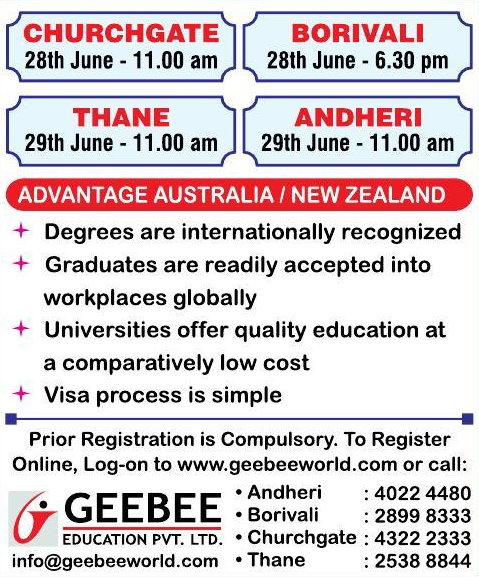 CHURCHGATE
28th June - 11.00 am
BORIVALI
28th June - 6.30 pm
THANE
29th June - 11.00 am
ANDHERI
29th June - 11.00 am
ADVANTAGE AUSTRALIA / NEW ZEALAND
Degrees are internationally recognized
Graduates are readily accepted into
workplaces globally
Universities offer quality education at
a comparatively low cost
Visa process is simple
Prior Registration is Compulsory. To Register
Online, Log-on to www.geebeeworld.com or call:
GEEBEE
EDUCATION PVT. LTD.
info@geebeeworld.com
• Andheri : 4022 4480
• Borivali : 2899 8333
• Churchgate : 4322 2333
• Thane : 2538 8844